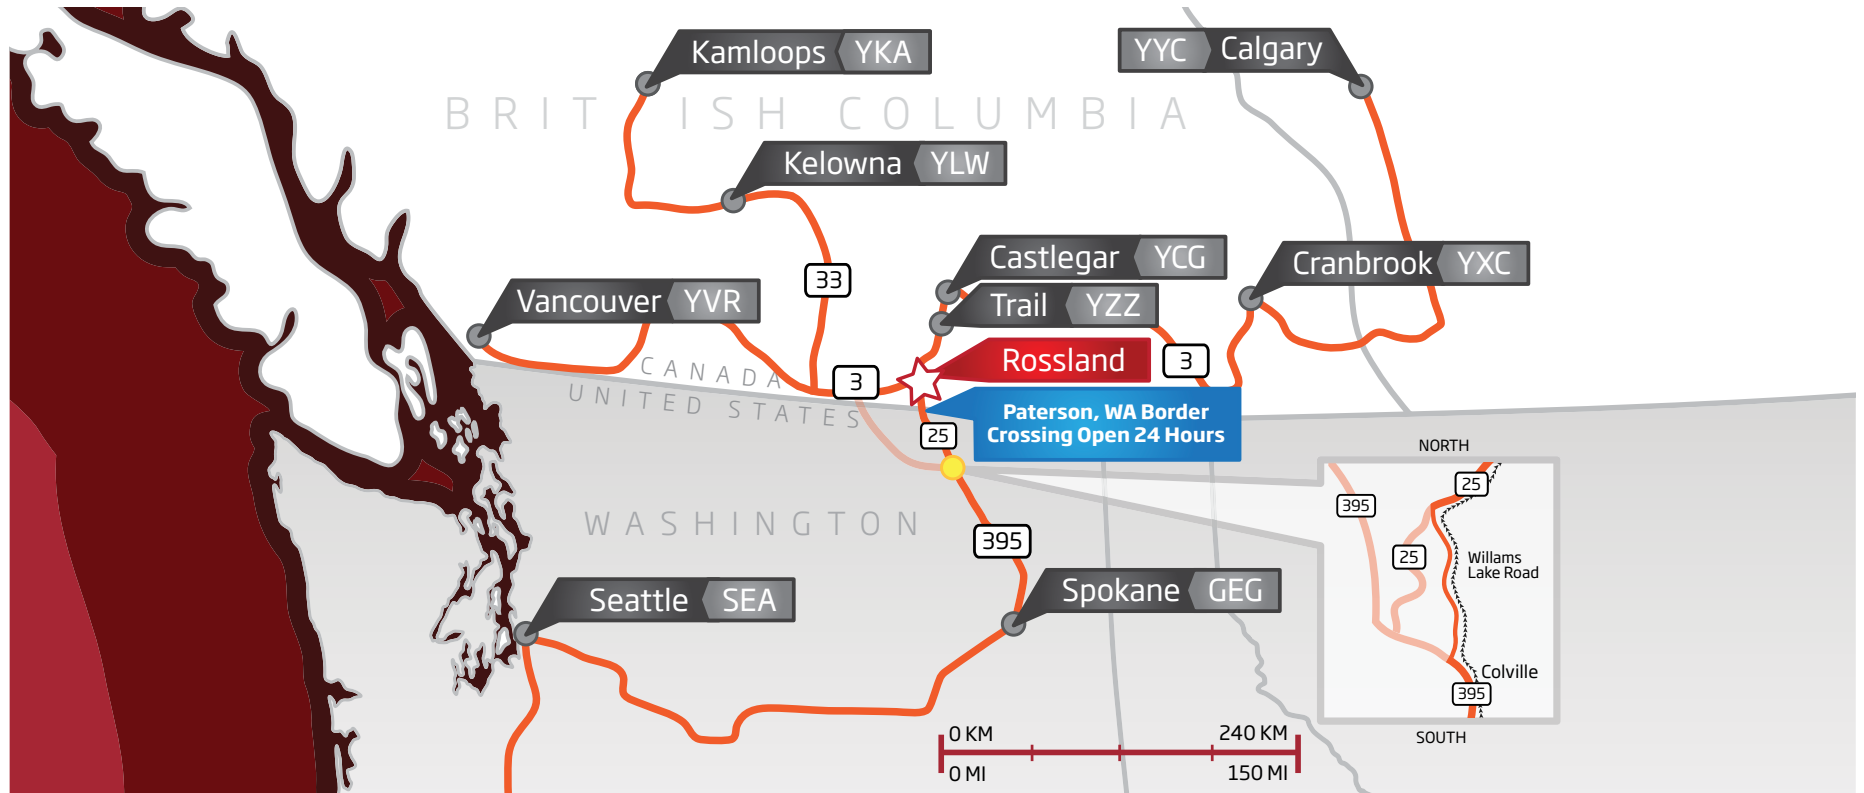 Kamloops YKA
YYC Calgary
BRITISH COLUMBIA
Kelowna YLW
Castlegar YCG
Cranbrook YXC
33
Vancouver YVR
Trail YZZ
3
Rossland
3
CANADA
UNITED STATES
Paterson, WA Border
Crossing Open 24 Hours
25
WASHINGTON
395
Seattle SEA
Spokane GEG
NORTH
25
395
25
Willams
Lake Road
Colville
395
SOUTH
0 KM 240 KM
0 MI 150 MI